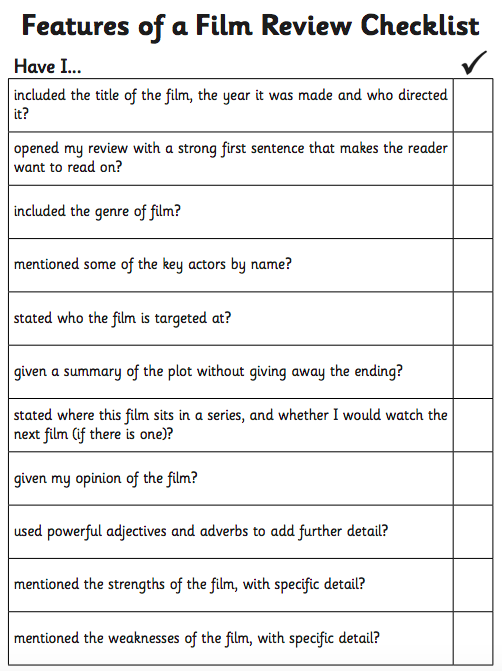 Features of a Film Review Checklist
Have I...
included the title of the film, the year it was made and who directed
it?
opened my review with a strong first sentence that makes the reader
want to read on?
included the genre of film?
mentioned some of the key actors by name?
stated who the film is targeted at?
given a summary of the plot without giving away the ending?
stated where this film sits in a series, and whether I would watch the
next film (if there is one)?
given my opinion of the film?
used powerful adjectives and adverbs to add further detail?
mentioned the strengths of the film, with specific detail?
mentioned the weaknesses of the film, with specific detail?